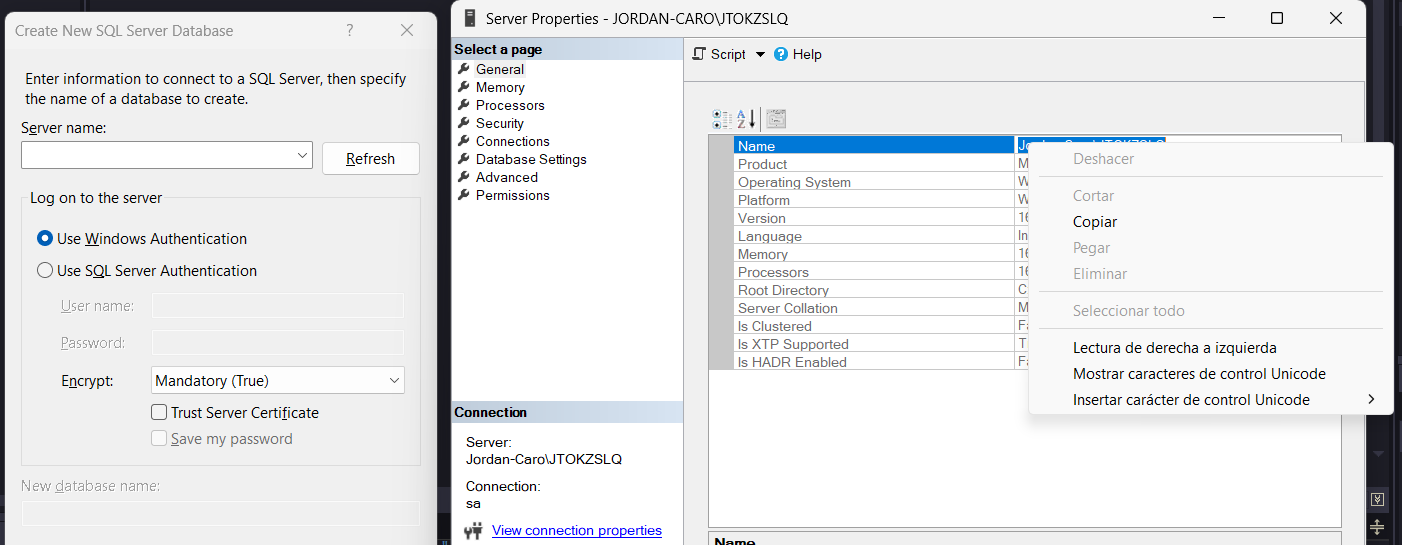 Create New SQL Server Database
?
Enter information to connect to a SQL Server, then specify
the name of a database to create.
Server name:
Refresh
Log on to the server
Use Windows Authentication
Use SQL Server Authentication
User name:
Password:
Encrypt:
Mandatory (True)
Trust Server Certificate
Save my password
New database name:
Server Properties - JORDAN-CARO\JTOKZSLQ
Select a page
General
Memory
Processors
Security
Connections
Database Settings
Advanced
Permissions
Connection
Server:
Jordan-Caro\JTOKZSLQ
Connection:
sa
View connection properties
Script
? Help
A
Z
Name Jordan-Caro\JTOKZSLQ
Product M
Operating System W
Platform W
Version 16
Language In
Memory 16
Processors 16
Root Directory C
Server Collation M
Is Clustered Fa
Is XTP Supported T
Is HADR Enabled Fa
Deshacer
Cortar
Copiar
Pegar
Eliminar
Seleccionar todo
Lectura de derecha a izquierda
Mostrar caracteres de control Unicode
Insertar carácter de control Unicode
Name